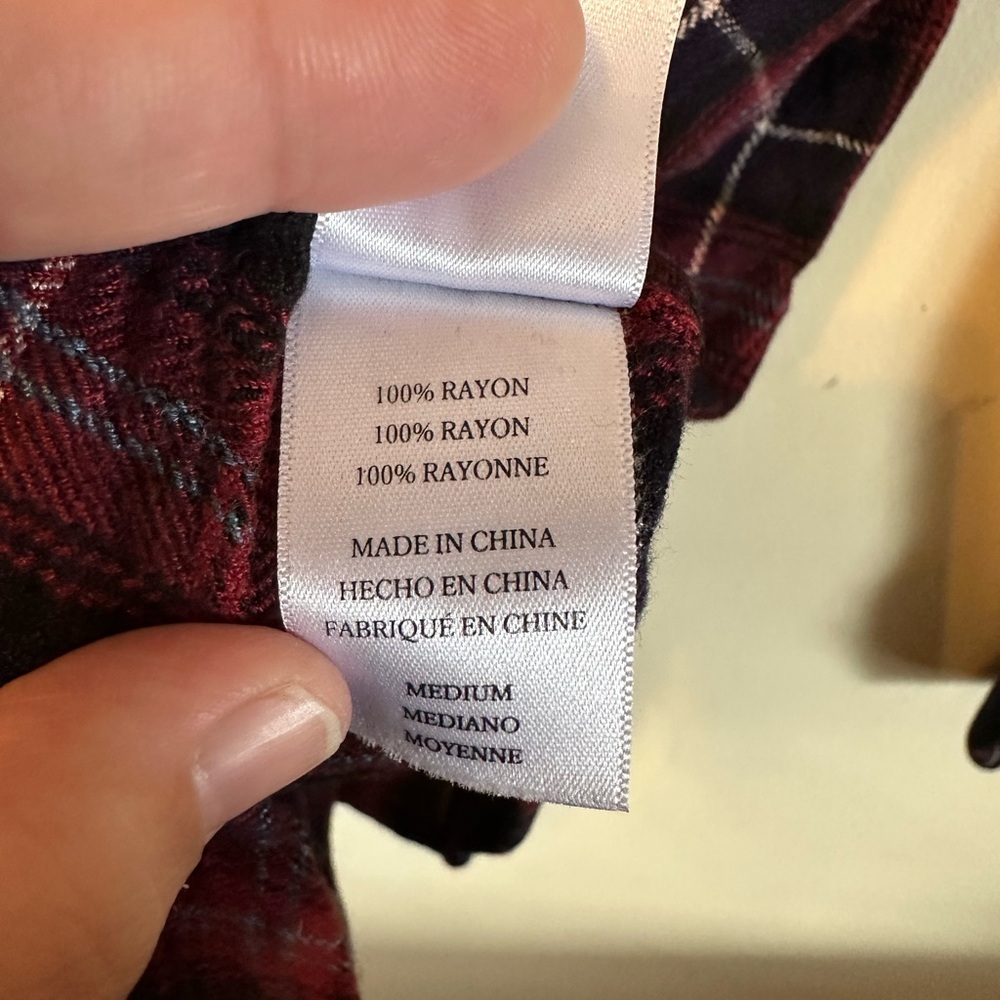 100% RAYON
100% RAYON
100% RAYONNE
MADE IN CHINA
HECHO EN CHINA
FABRIQUÉ EN CHINE
MEDIUM
MEDIANO
MOYENNE